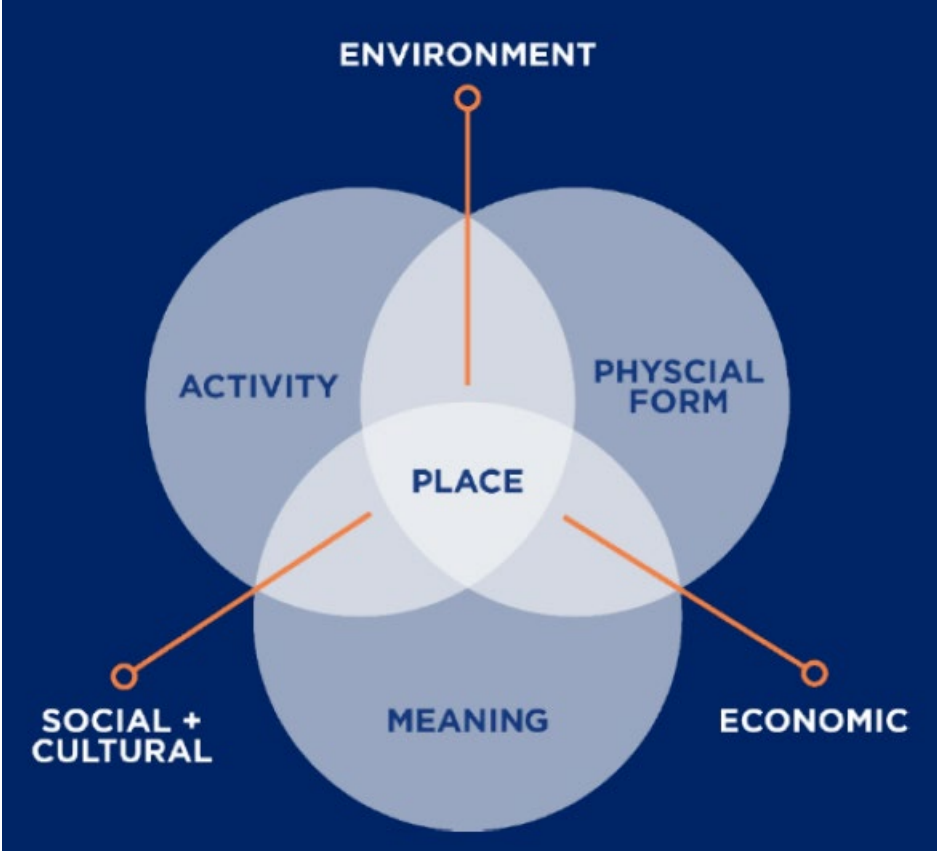 ENVIRONMENT
ACTIVITY
PHYSCIAL
FORM
PLACE
SOCIAL +
CULTURAL
MEANING
ECONOMIC